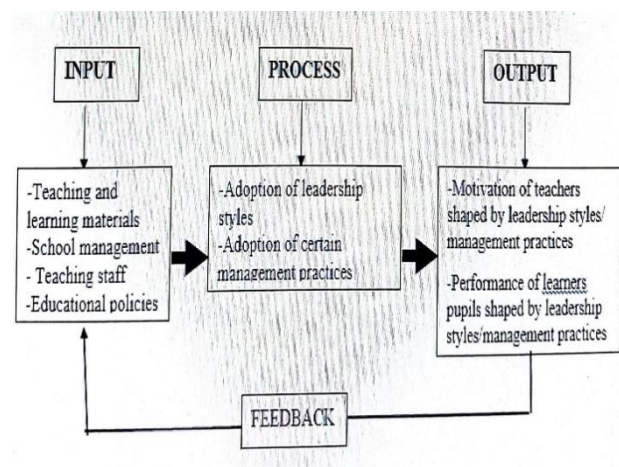 INPUT
PROCESS
OUTPUT
-Teaching and
learning materials
-School management
- Teaching staff
-Educational policies
-Adoption of leadership
styles
-Adoption of certain
management practices
-Motivation of teachers
shaped by leadership styles/
management practices
-Performance of learners
pupils shaped by leadership
styles/management practices
FEEDBACK